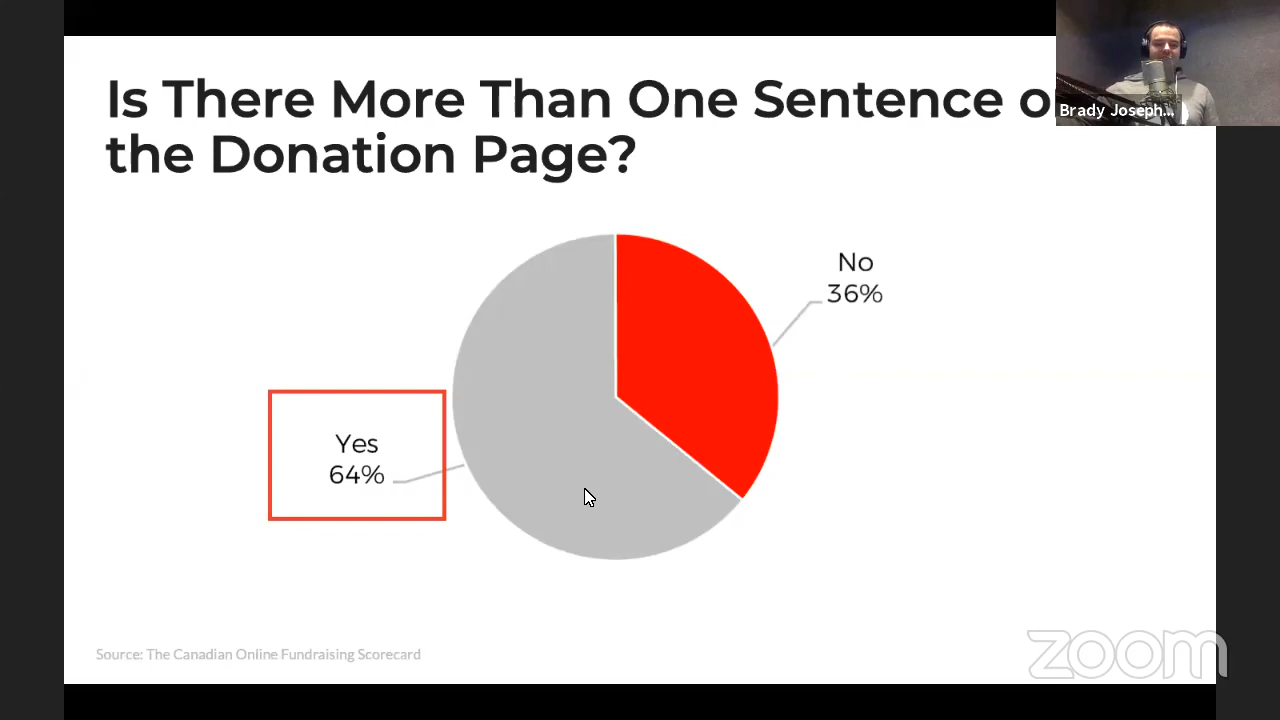 Is There More Than One Sentence o
the Donation Page?
Brady Joseph...
No
36%
Yes
64%
Source: The Canadian Online Fundraising Scorecard
zoom